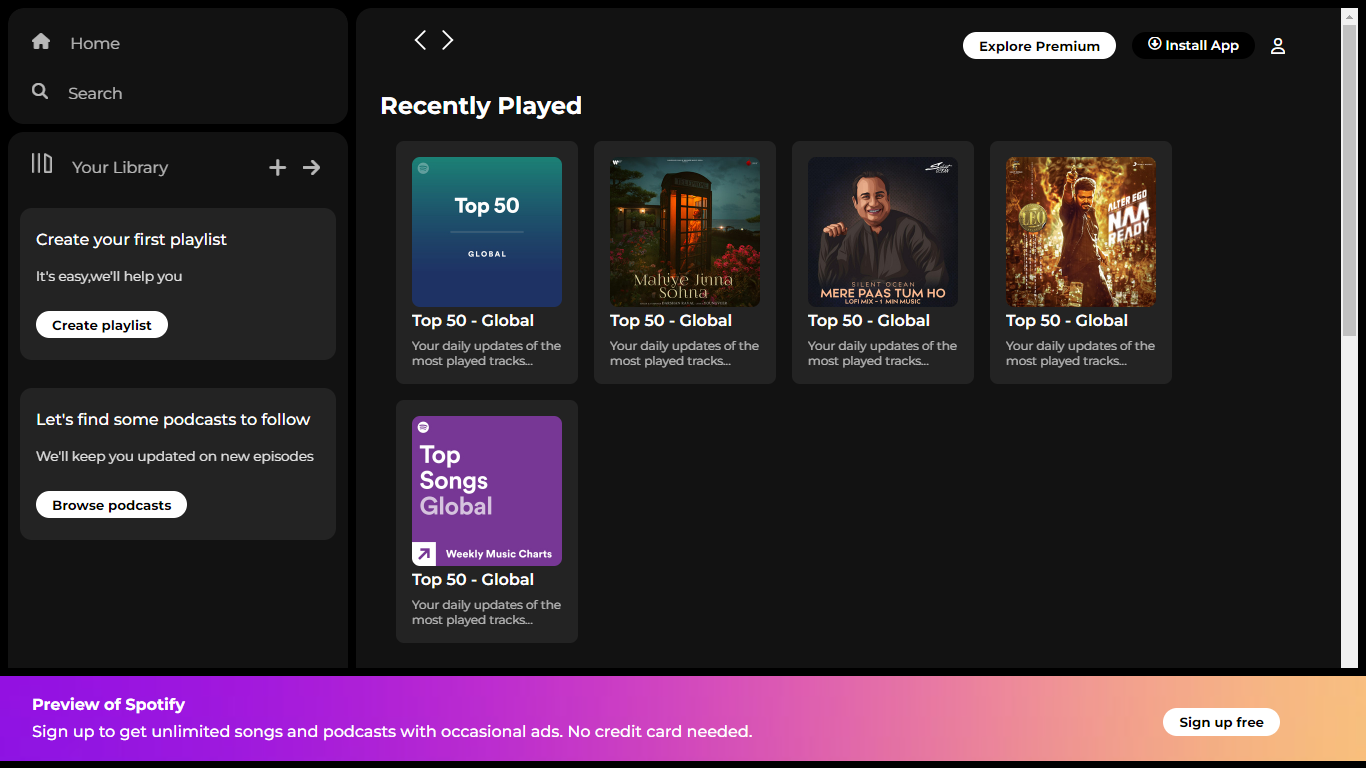 Home
Search
Your Library
Create your first playlist
It's easy,we'll help you
Create playlist
Let's find some podcasts to follow
We'll keep you updated on new episodes
Browse podcasts
Explore Premium
Install App
Recently Played
Top 50
GLOBAL
Top 50 - Global
Your daily updates of the
most played tracks...
Mahiye Jinna
Sohna
Top 50 - Global
Your daily updates of the
most played tracks...
SILENT OCEAN
MERE PAAS TUM HO
LOFI MIX - 1 MIN MUSIC
Top 50 - Global
Your daily updates of the
most played tracks...
LEO
ALTER EGO
NAA
READY
Top 50 - Global
Your daily updates of the
most played tracks...
Top
Songs
Global
Weekly Music Charts
Top 50 - Global
Your daily updates of the
most played tracks...
Preview of Spotify
Sign up to get unlimited songs and podcasts with occasional ads. No credit card needed.
Sign up free